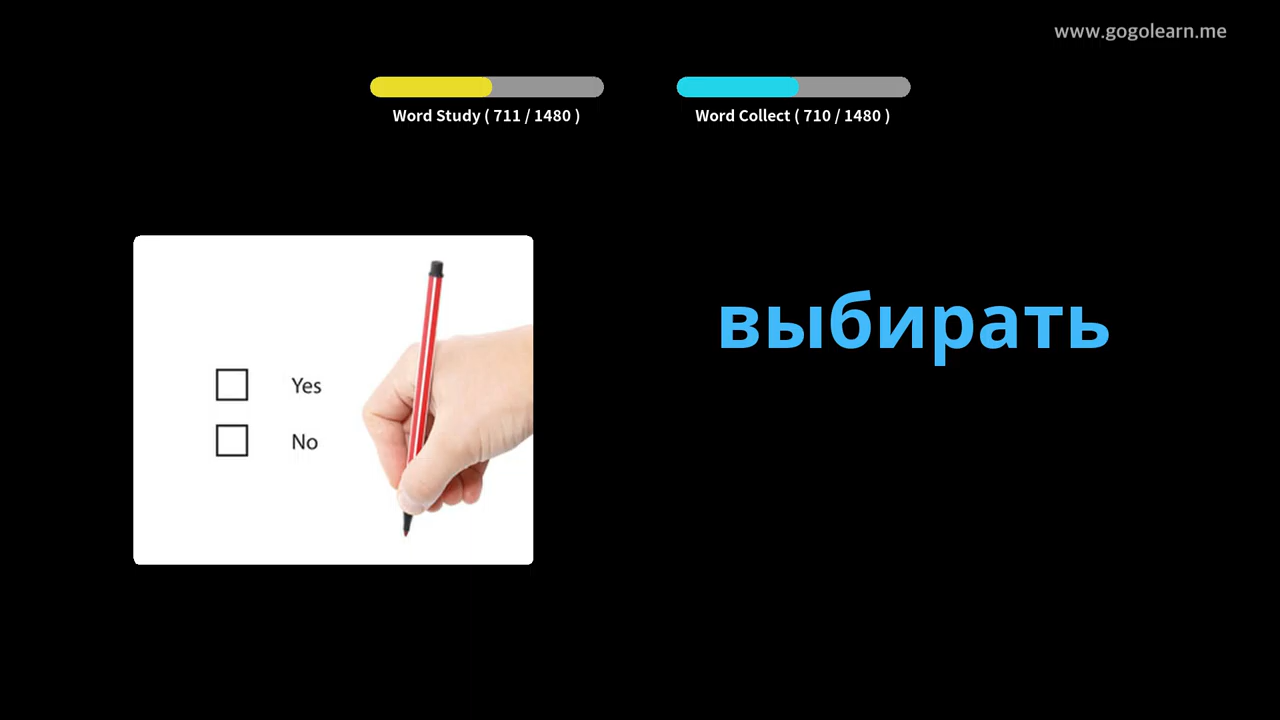 www.gogolearn.me
Word Study ( 711 / 1480 )
Word Collect ( 710 / 1480 )
выбирать
Yes
No